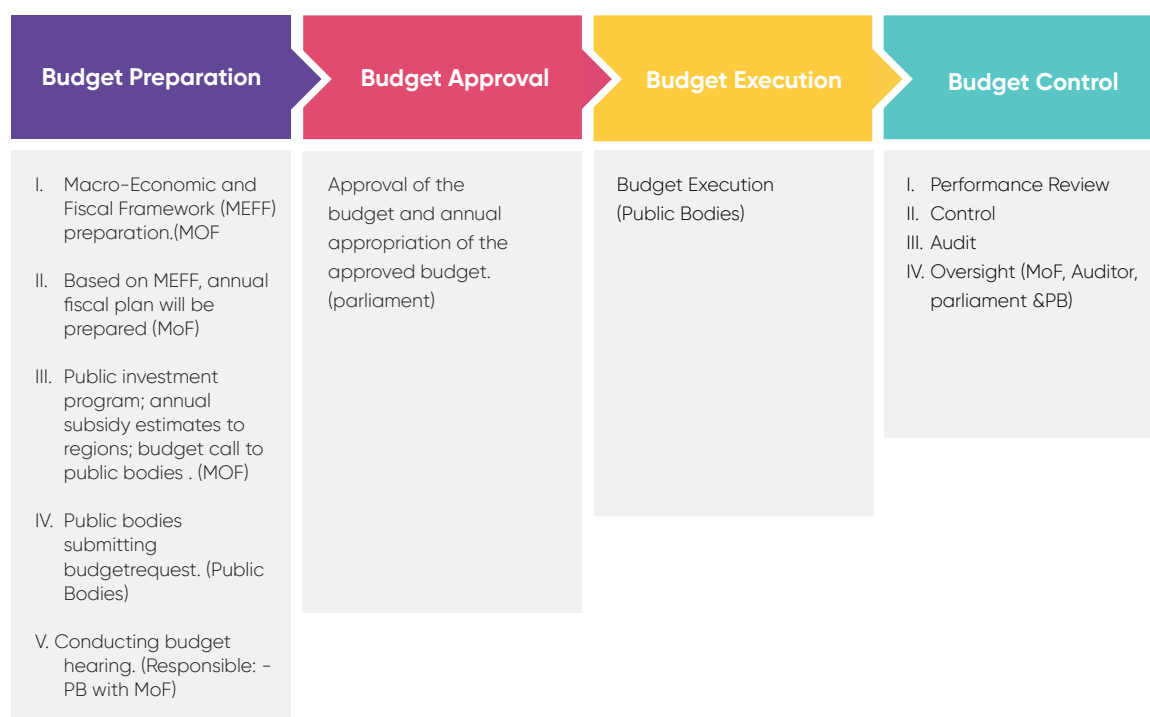 Budget Preparation
Budget Approval
Budget Execution
Budget Control
I. Macro-Economic and
Fiscal Framework (MEFF)
preparation.(MOF
II. Based on MEFF, annual
fiscal plan will be
prepared (MoF)
III. Public investment
program; annual
subsidy estimates to
regions; budget call to
public bodies . (MOF)
IV. Public bodies
submitting
budgetrequest. (Public
Bodies)
V. Conducting budget
hearing. (Responsible: -
PB with MoF)
Approval of the
budget and annual
appropriation of the
approved budget.
(parliament)
Budget Execution
(Public Bodies)
I. Performance Review
II. Control
III. Audit
IV. Oversight (MoF, Auditor,
parliament &PB)